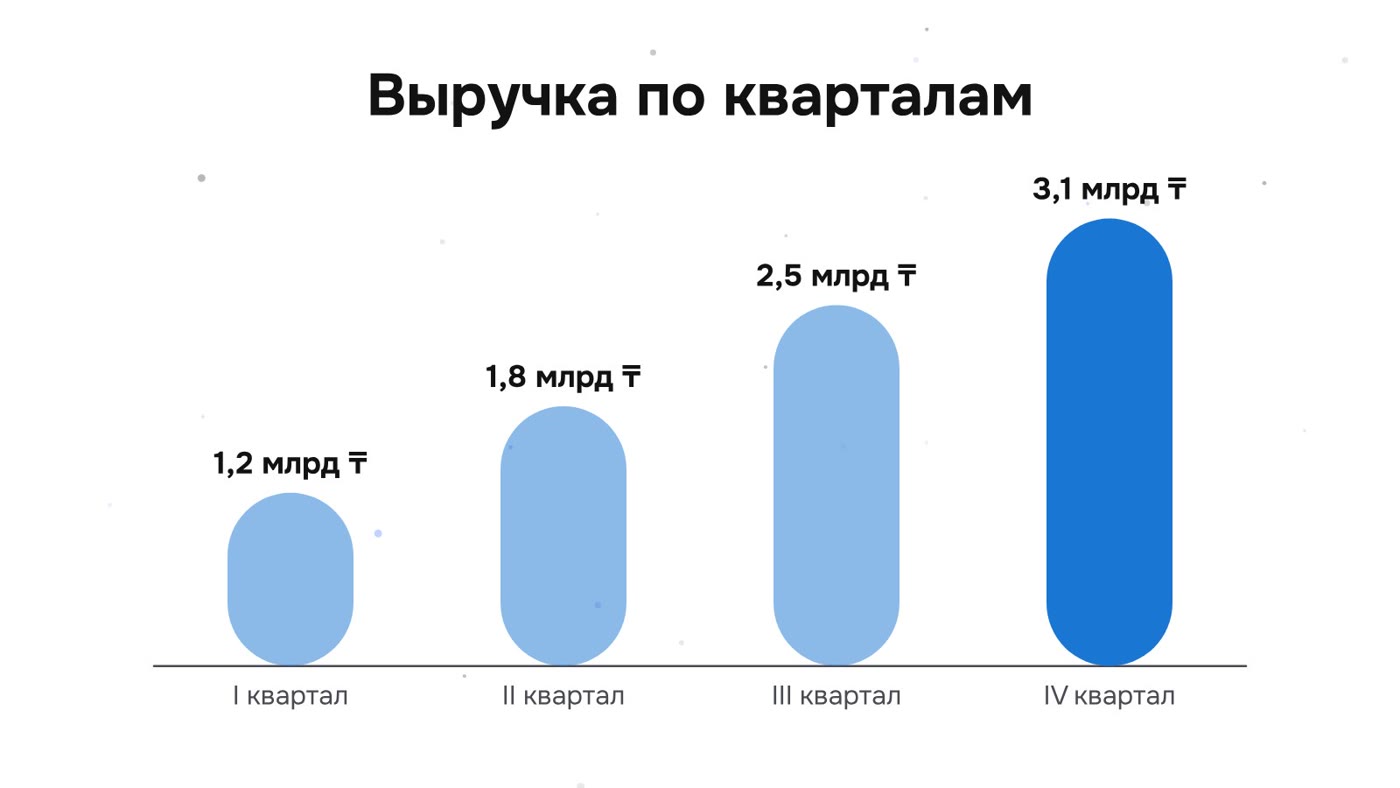 Выручка по кварталам
3,1 млрд ₸
2,5 млрд ₸
1,8 млрд ₸
1,2 млрд ₸
I квартал
II квартал
III квартал
IV квартал